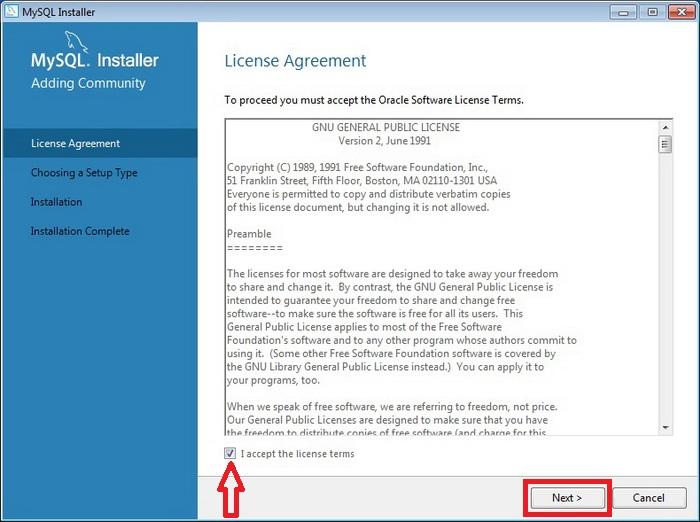 MySQL Installer
MySQL. Installer
Adding Community
License Agreement
Choosing a Setup Type
Installation
Installation Complete
License Agreement
To proceed you must accept the Oracle Software License Terms.
GNU GENERAL PUBLIC LICENSE
Version 2, June 1991
Copyright (C) 1989, 1991 Free Software Foundation, Inc.,
51 Franklin Street, Fifth Floor, Boston, MA 02110-1301 USA
Everyone is permitted to copy and distribute verbatim copies
of this license document, but changing it is not allowed.
Preamble
========
The licenses for most software are designed to take away your freedom
to share and change it.  By contrast, the GNU General Public License is
intended to guarantee your freedom to share and change free
software--to make sure the software is free for all its users.  This
General Public License applies to most of the Free Software
Foundation's software and to any other program whose authors commit to
using it.  (Some other Free Software Foundation software is covered by
the GNU Library General Public License instead.)  You can apply it to
your programs, too.
When we speak of free software, we are referring to freedom, not price.
Our General Public Licenses are designed to make sure that you have
the freedom to distribute copies of free software (and charge for this
I accept the license terms
Next >
Cancel